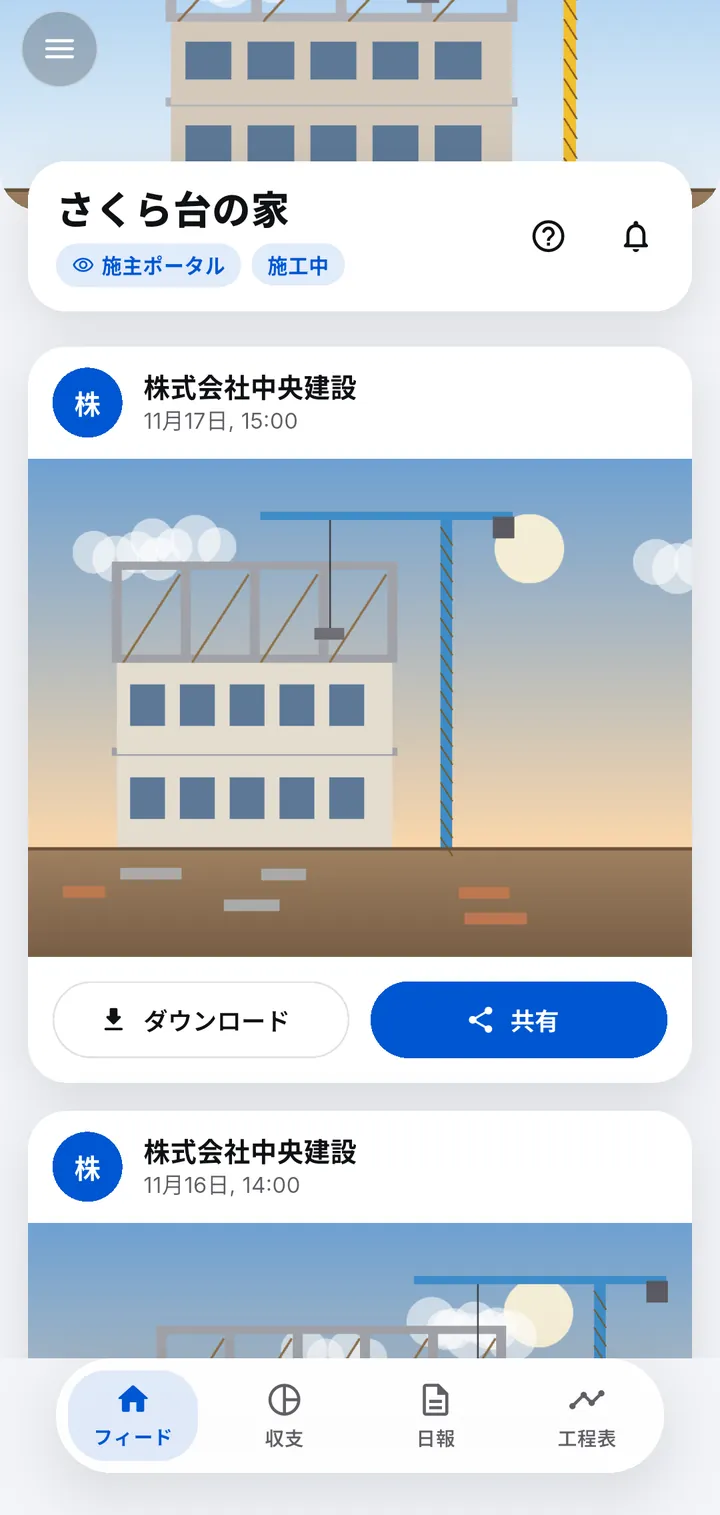 さくら台の家
施主ポータル
施工中
株
株式会社中央建設
11月17日, 15:00
ダウンロード
共有
株
株式会社中央建設
11月16日, 14:00
フィード
収支
日報
工程表